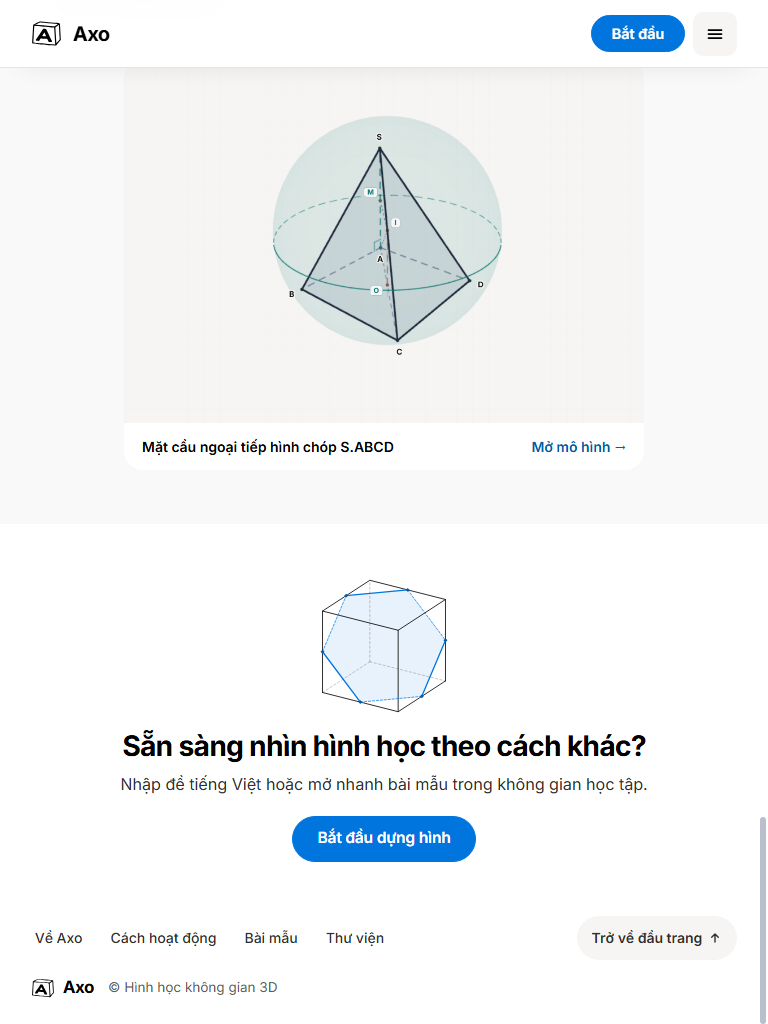 Axo
Bắt đầu
S
M
I
A
B
D
O
C
Mặt cầu ngoại tiếp hình chóp S.ABCD
Mở mô hình →
Sẵn sàng nhìn hình học theo cách khác?
Nhập đề tiếng Việt hoặc mở nhanh bài mẫu trong không gian học tập.
Bắt đầu dựng hình
Về Axo
Cách hoạt động
Bài mẫu
Thư viện
Trở về đầu trang ↑
Axo
© Hình học không gian 3D